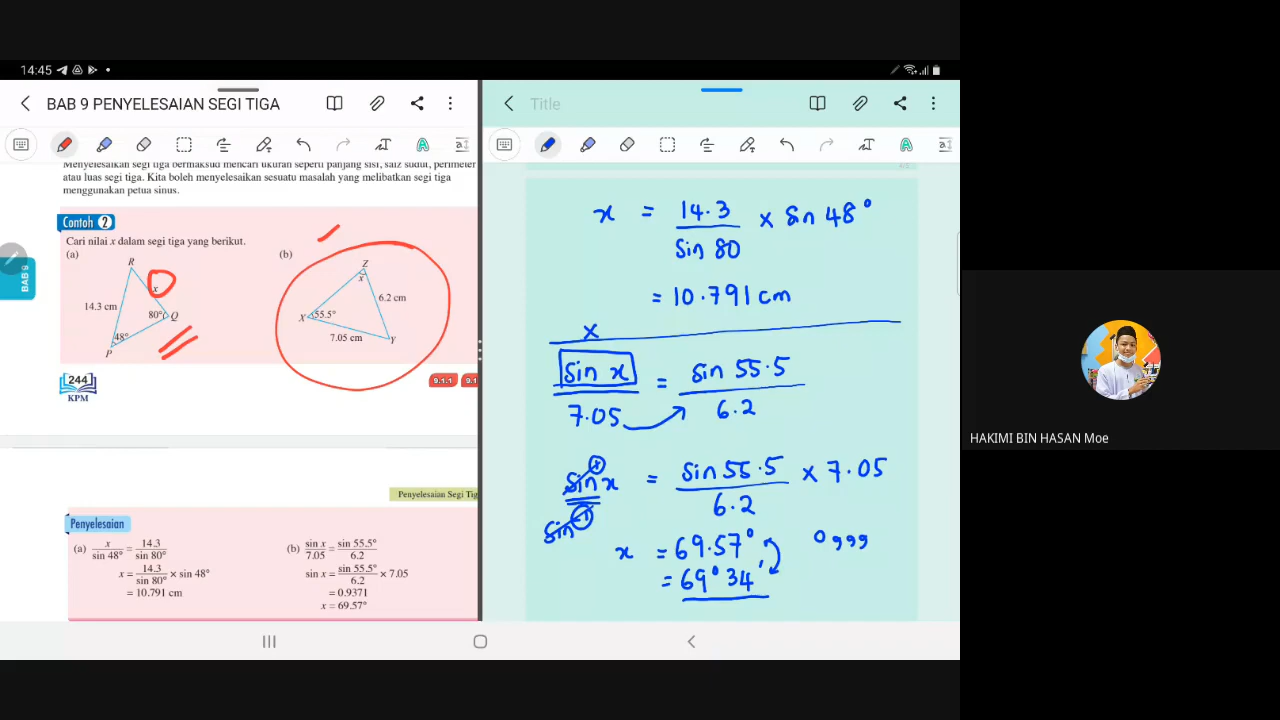 14:45
BAB 9 PENYELESAIAN SEGI TIGA
Menyelesaikan segi tiga bermaksud mencari ukuran seperti panjang sisi, saiz sudut, perimeter
atau luas segi tiga. Kita boleh menyelesaikan sesuatu masalah yang melibatkan segi tiga
menggunakan petua sinus.
Contoh 2
Cari nilai x dalam segi tiga yang berikut.
(a)
R
14.3 cm
x
80°
Q
48°
P
(b)
Z
x
6.2 cm
X
55.5°
7.05 cm
Y
BAB 9
244
KPM
9.1.1
9.1
Penyelesaian Segi Tig
Penyelesaian
(a) x/sin 48° = 14.3/sin 80°
x = 14.3/sin 80° × sin 48°
= 10.791 cm
(b) sin x/7.05 = sin 55.5°/6.2
sin x = sin 55.5°/6.2 × 7.05
= 0.9371
x = 69.57°
Title
x = 14.3/sin 80 × sin 48°
= 10.791 cm
x
sin x/7.05 = sin 55.5/6.2
sin x = sin 55.5/6.2 × 7.05
sin
x = 69.57°
= 69° 34'
° ,,,
HAKIMI BIN HASAN Moe